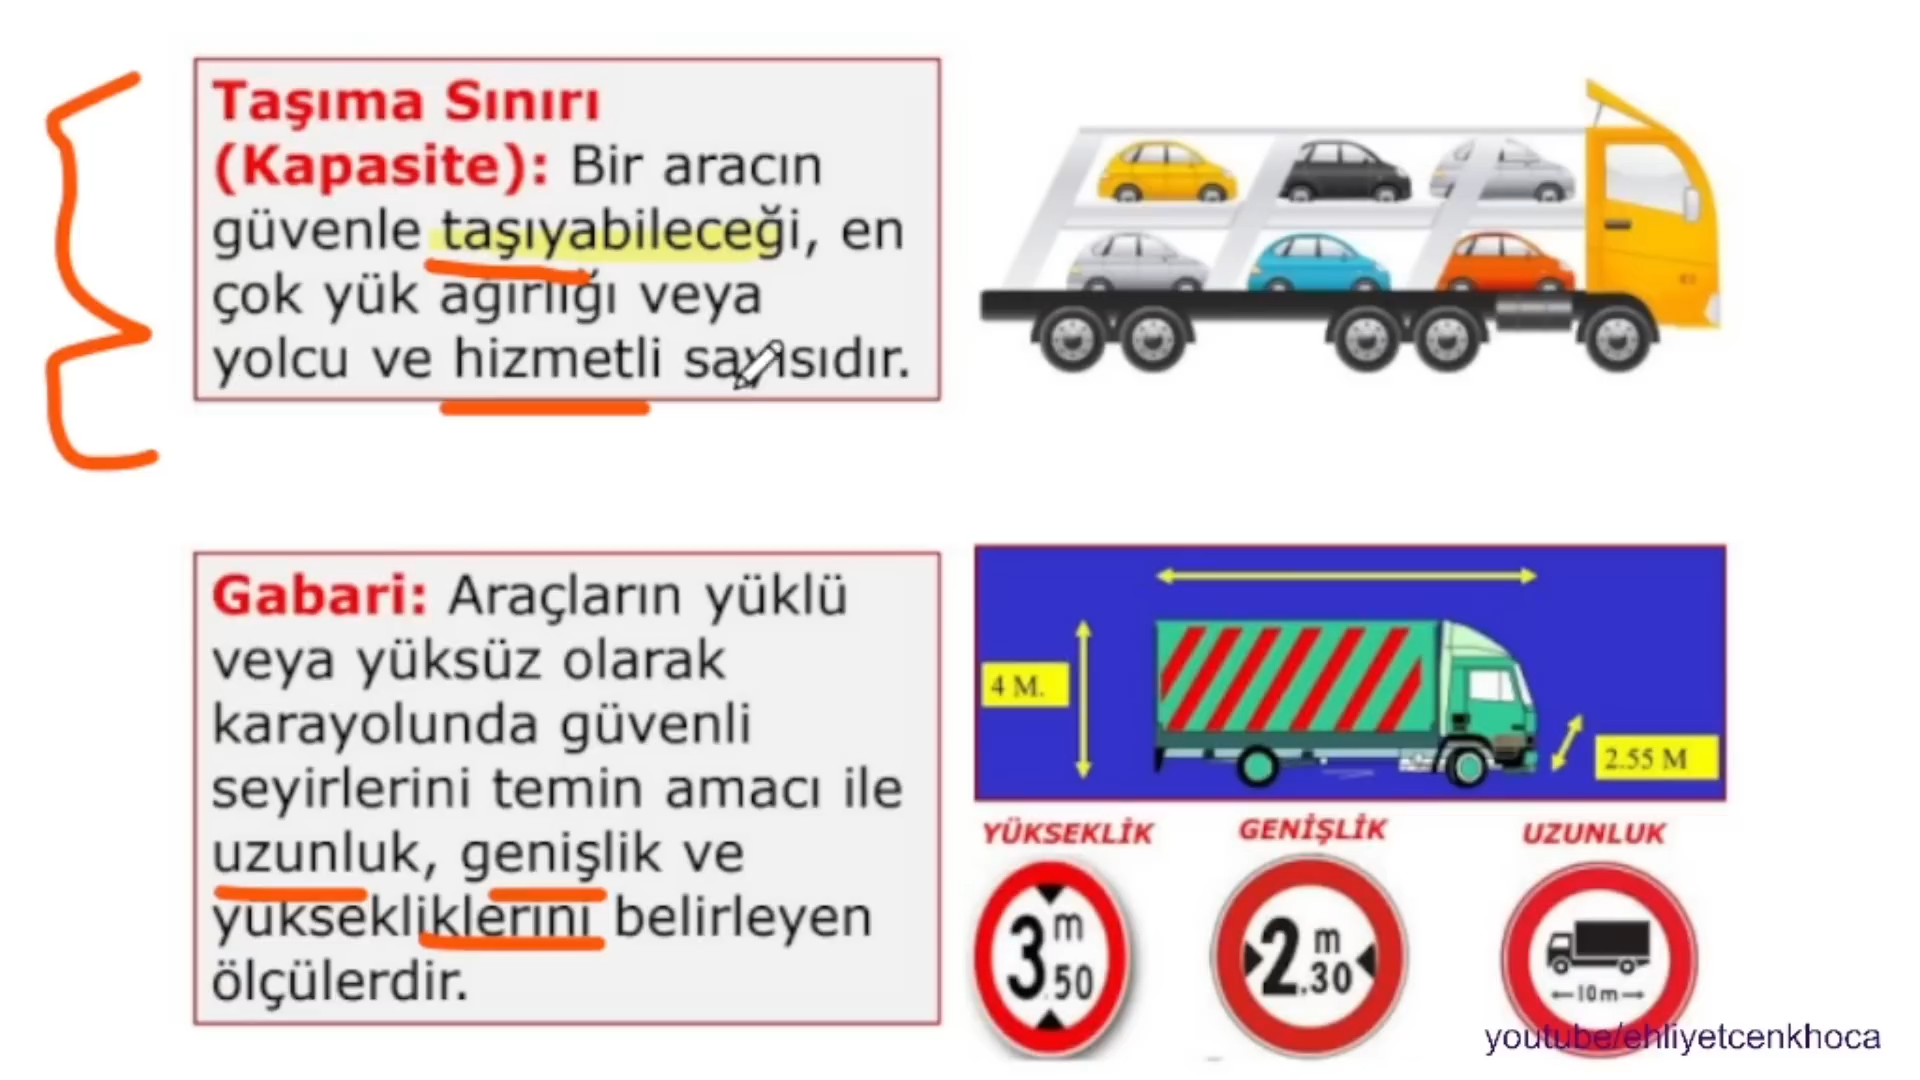 Taşıma Sınırı
(Kapasite): Bir aracın
güvenle taşıyabileceği, en
çok yük ağırlığı veya
yolcu ve hizmetli sayısıdır.
Gabari: Araçların yüklü
veya yüksüz olarak
karayolunda güvenli
seyirlerini temin amacı ile
uzunluk, genişlik ve
yüksekliklerini belirleyen
ölçülerdir.
4 M.
2.55 M
YÜKSEKLİK
GENİŞLİK
UZUNLUK
3 m .50
2 m .30
10m
youtube/ehliyetcenkhoca